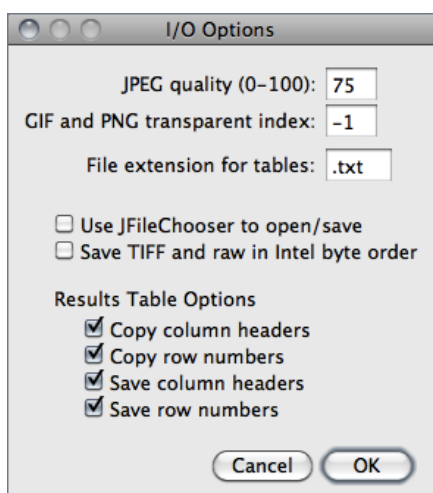 I/O Options
JPEG quality (0–100): 75
GIF and PNG transparent index: –1
File extension for tables: .txt
Use JFileChooser to open/save
Save TIFF and raw in Intel byte order
Results Table Options
Copy column headers
Copy row numbers
Save column headers
Save row numbers
Cancel OK